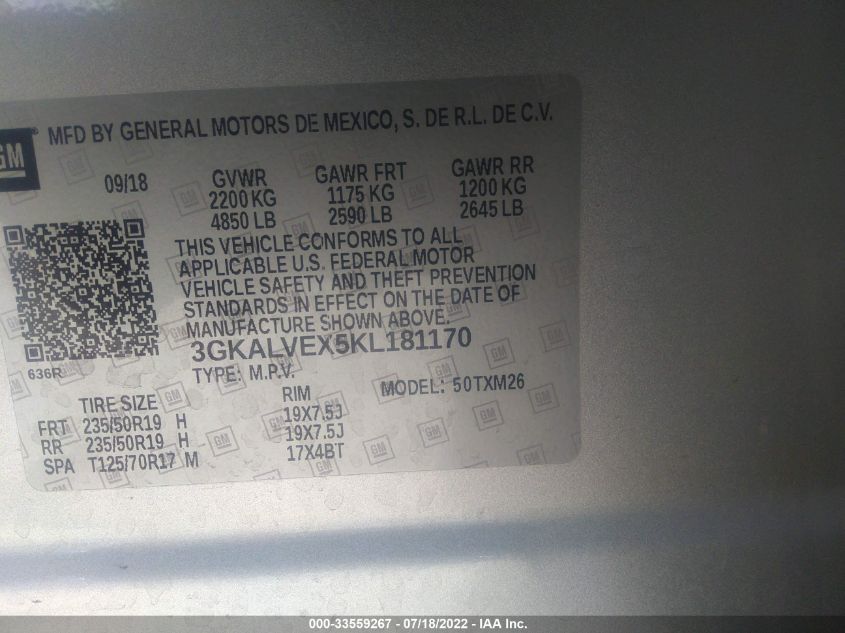 GM
MFD BY GENERAL MOTORS DE MEXICO, S. DE R.L. DE C.V.
09/18 GVWR GAWR FRT GAWR RR
2200 KG 1175 KG 1200 KG
4850 LB 2590 LB 2645 LB
THIS VEHICLE CONFORMS TO ALL
APPLICABLE U.S. FEDERAL MOTOR
VEHICLE SAFETY AND THEFT PREVENTION
STANDARDS IN EFFECT ON THE DATE OF
MANUFACTURE SHOWN ABOVE.
3GKALVEX5KL181170
636R
TYPE: M.P.V. MODEL: 50TXM26
TIRE SIZE RIM
FRT 235/50R19 H 19X7.5J
RR 235/50R19 H 19X7.5J
SPA T125/70R17 M 17X4BT
000-33559267 - 07/18/2022 - IAA Inc.